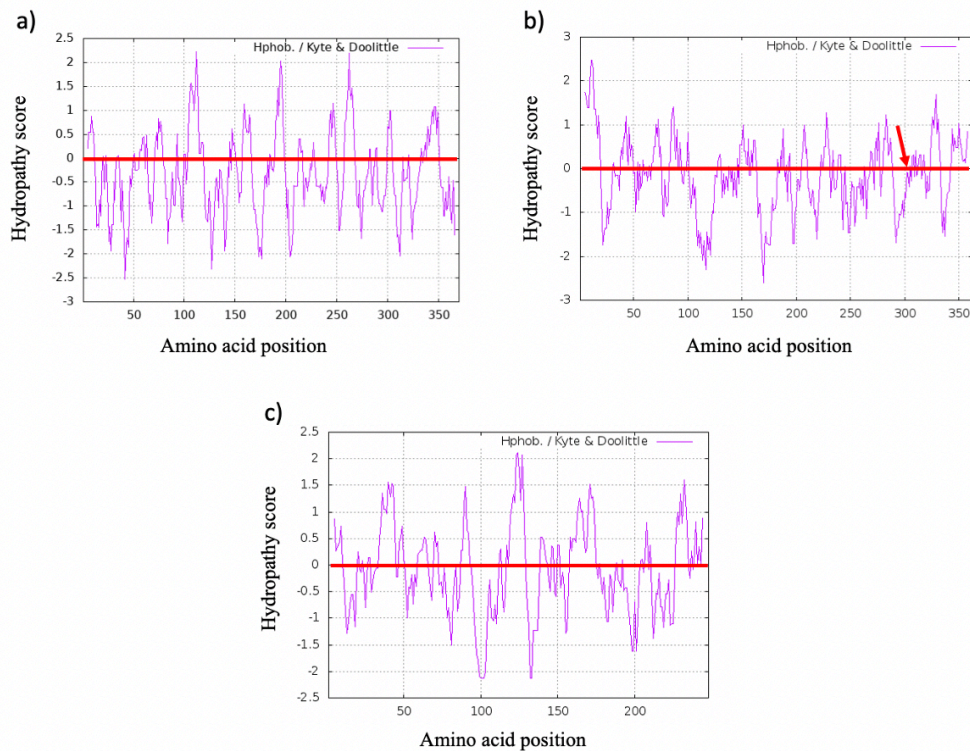 a)
Hphob. / Kyte & Doolittle
2.5
2
1.5
1
0.5
0
-0.5
-1
-1.5
-2
-2.5
-3
Hydropathy score
50 100 150 200 250 300 350
Amino acid position
b)
Hphob. / Kyte & Doolittle
3
2
1
0
-1
-2
-3
Hydropathy score
50 100 150 200 250 300 350
Amino acid position
c)
Hphob. / Kyte & Doolittle
2.5
2
1.5
1
0.5
0
-0.5
-1
-1.5
-2
-2.5
Hydropathy score
50 100 150 200
Amino acid position